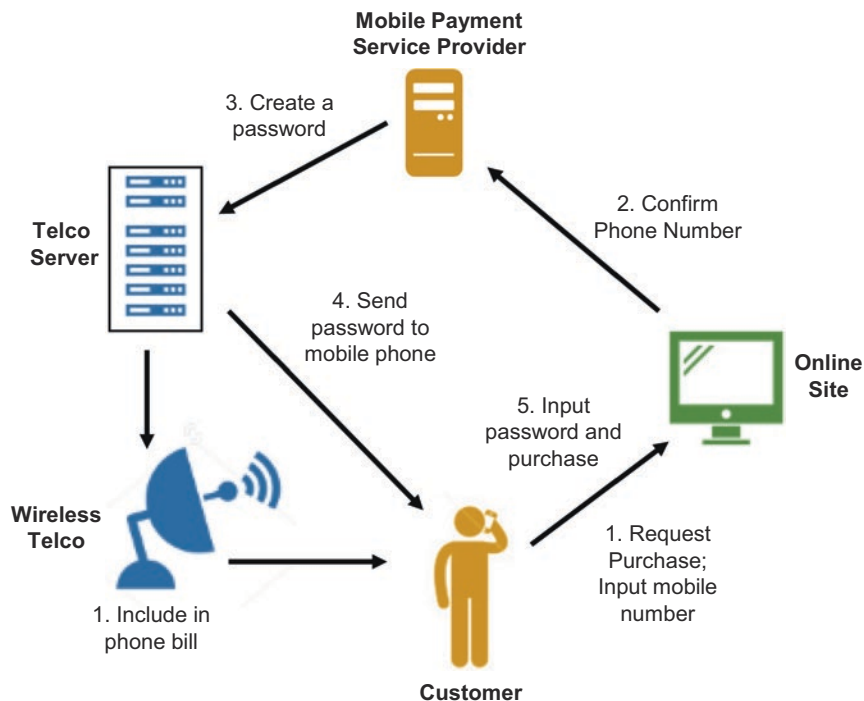 Mobile Payment
Service Provider
3. Create a
password
2. Confirm
Phone Number
Telco
Server
4. Send
password to
mobile phone
Online
Site
5. Input
password and
purchase
Wireless
Telco
1. Request
Purchase;
Input mobile
number
1. Include in
phone bill
Customer